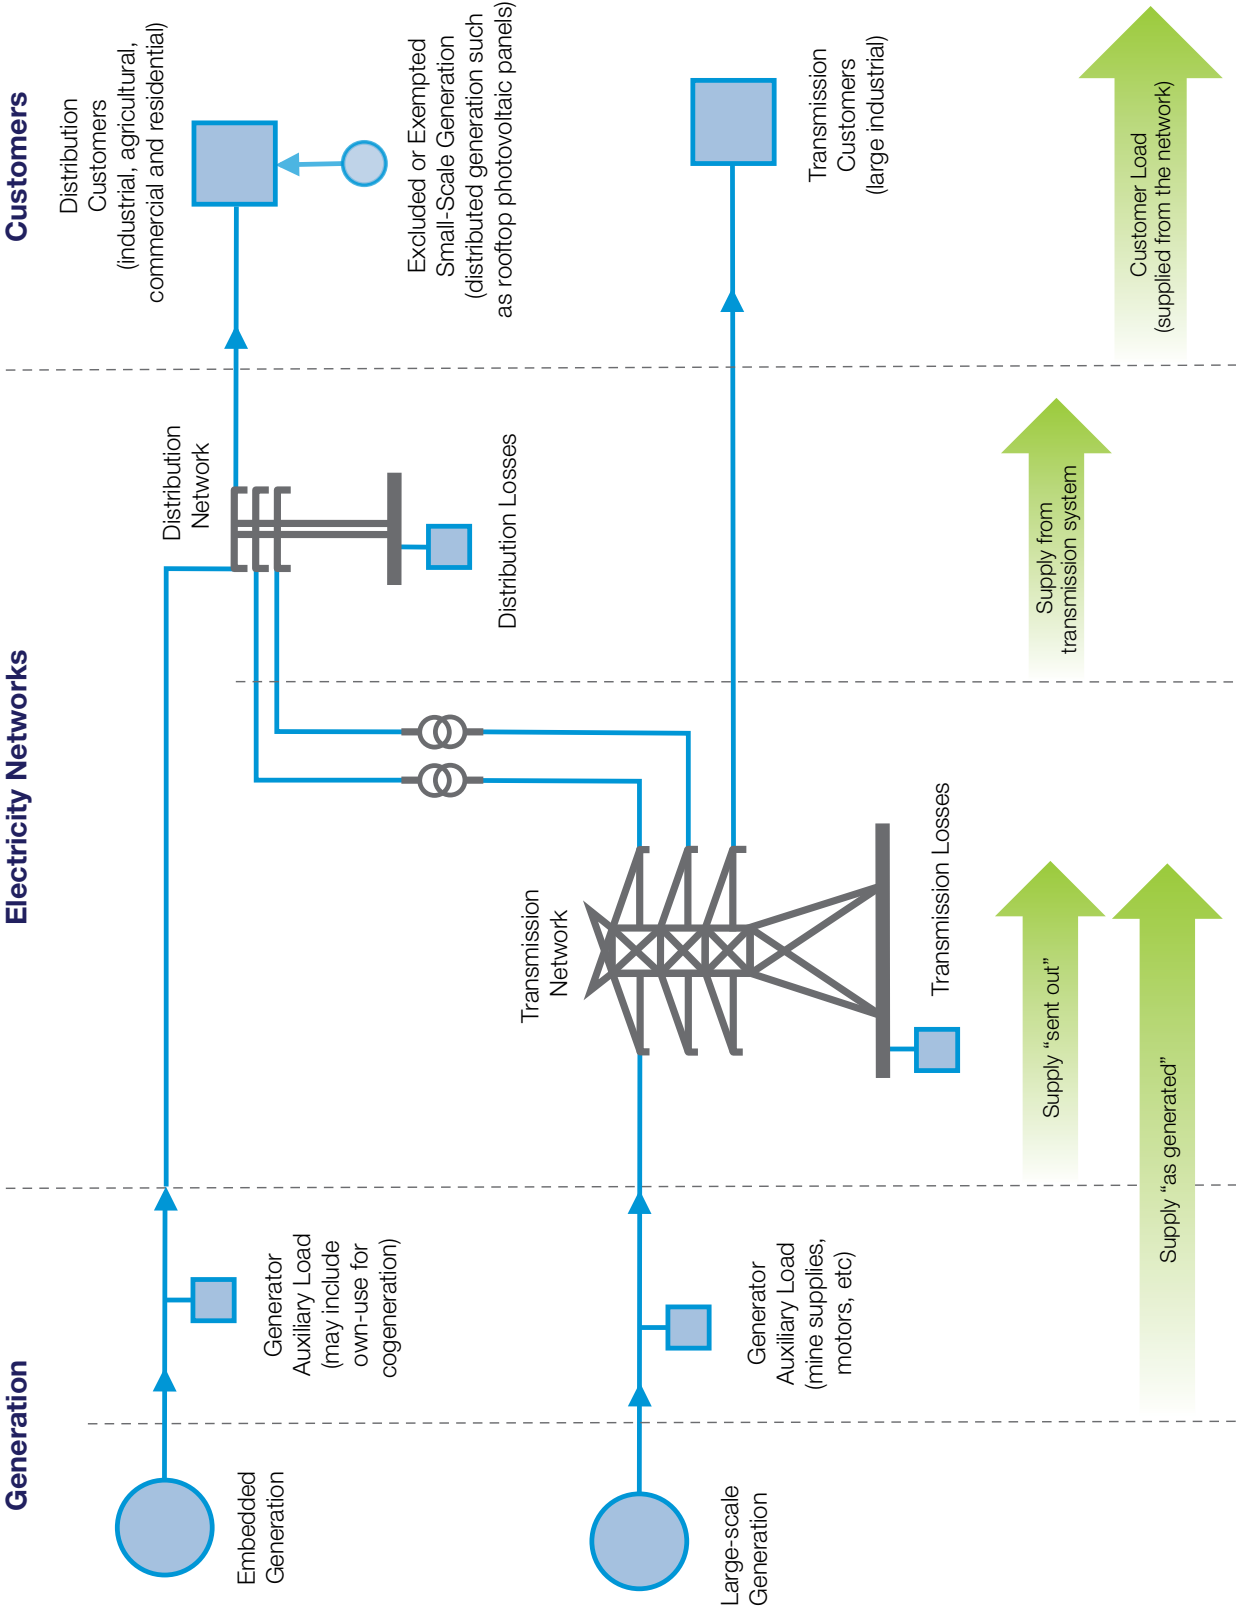 Generation
Electricity Networks
Customers
Embedded
Generation
Generator
Auxiliary Load
(may include
own-use for
cogeneration)
Distribution
Network
Distribution Losses
Distribution
Customers
(industrial, agricultural,
commercial and residential)
Excluded or Exempted
Small-Scale Generation
(distributed generation such
as rooftop photovoltaic panels)
Large-scale
Generation
Generator
Auxiliary Load
(mine supplies,
motors, etc)
Transmission
Network
Transmission Losses
Transmission
Customers
(large industrial)
Supply “sent out”
Supply from
transmission system
Supply “as generated”
Customer Load
(supplied from the network)